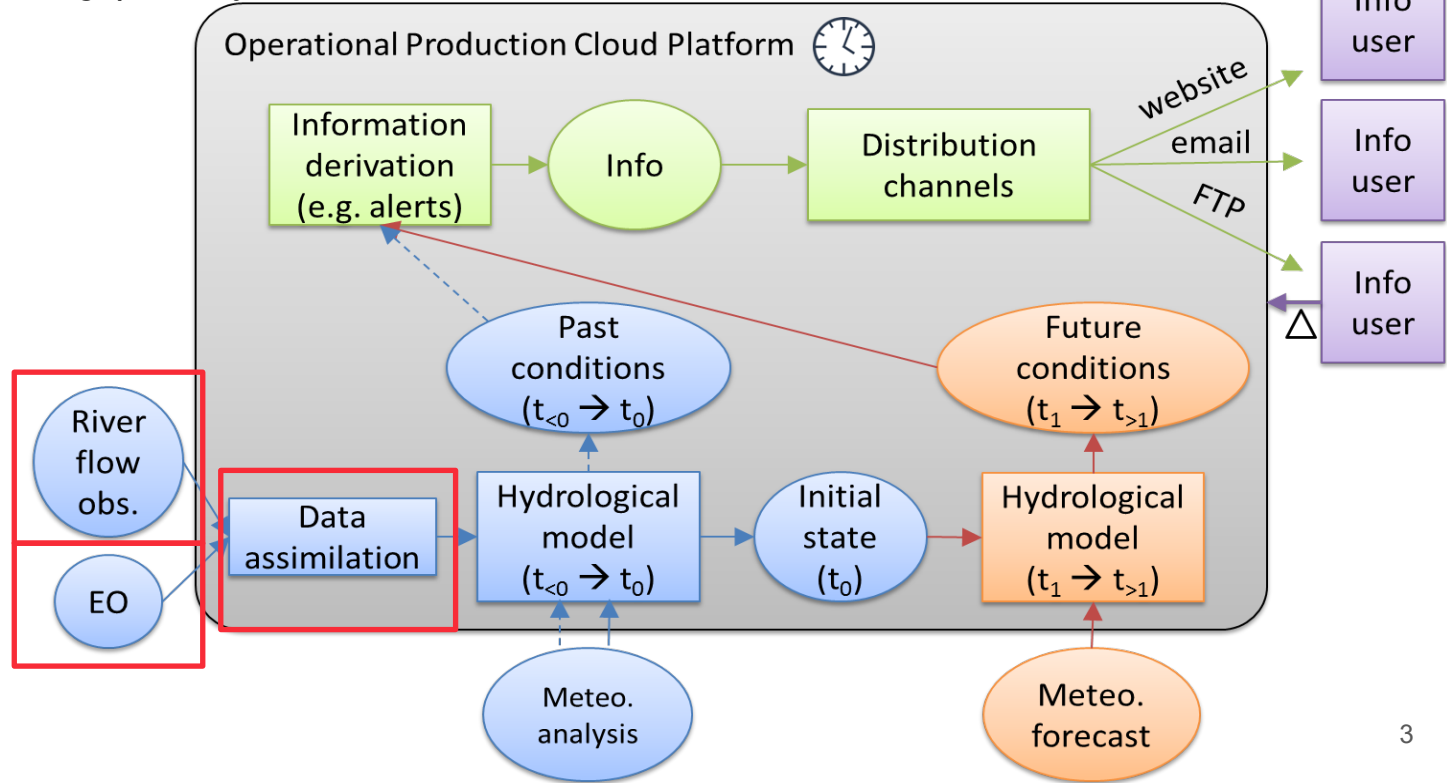 Operational Production Cloud Platform
Info
user
website
email
FTP
Information
derivation
(e.g. alerts)
Info
Distribution
channels
Info
user
Info
user
Past
conditions
(t<0 → t0)
Future
conditions
(t1 → t>1)
River
flow
obs.
EO
Data
assimilation
Hydrological
model
(t<0 → t0)
Initial
state
(t0)
Hydrological
model
(t1 → t>1)
Meteo.
analysis
Meteo.
forecast
3